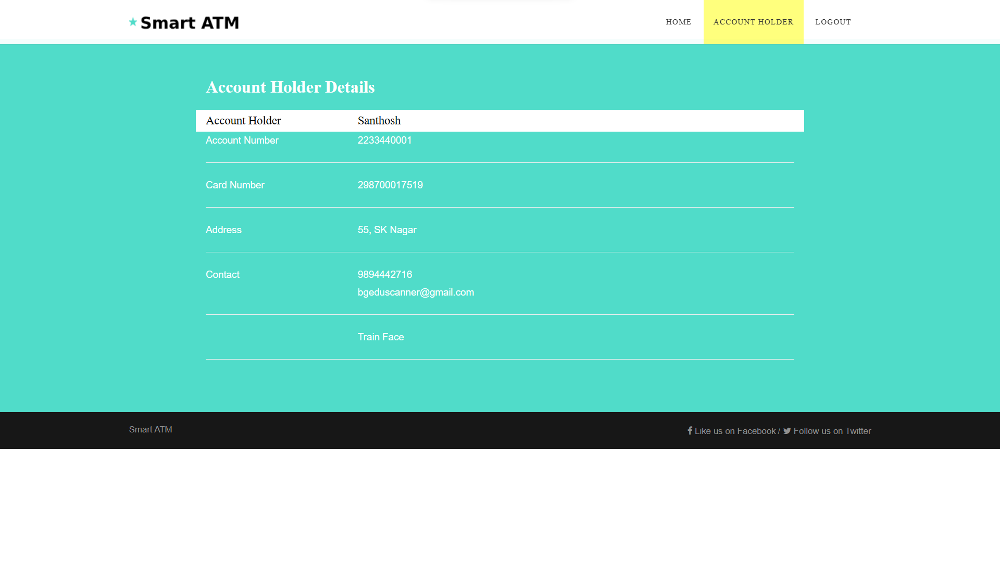 Smart ATM
HOME ACCOUNT HOLDER LOGOUT
Account Holder Details
Account Holder Santhosh
Account Number 2233440001
Card Number 298700017519
Address 55, SK Nagar
Contact 9894442716
bgeduscanner@gmail.com
Train Face
Smart ATM Like us on Facebook / Follow us on Twitter